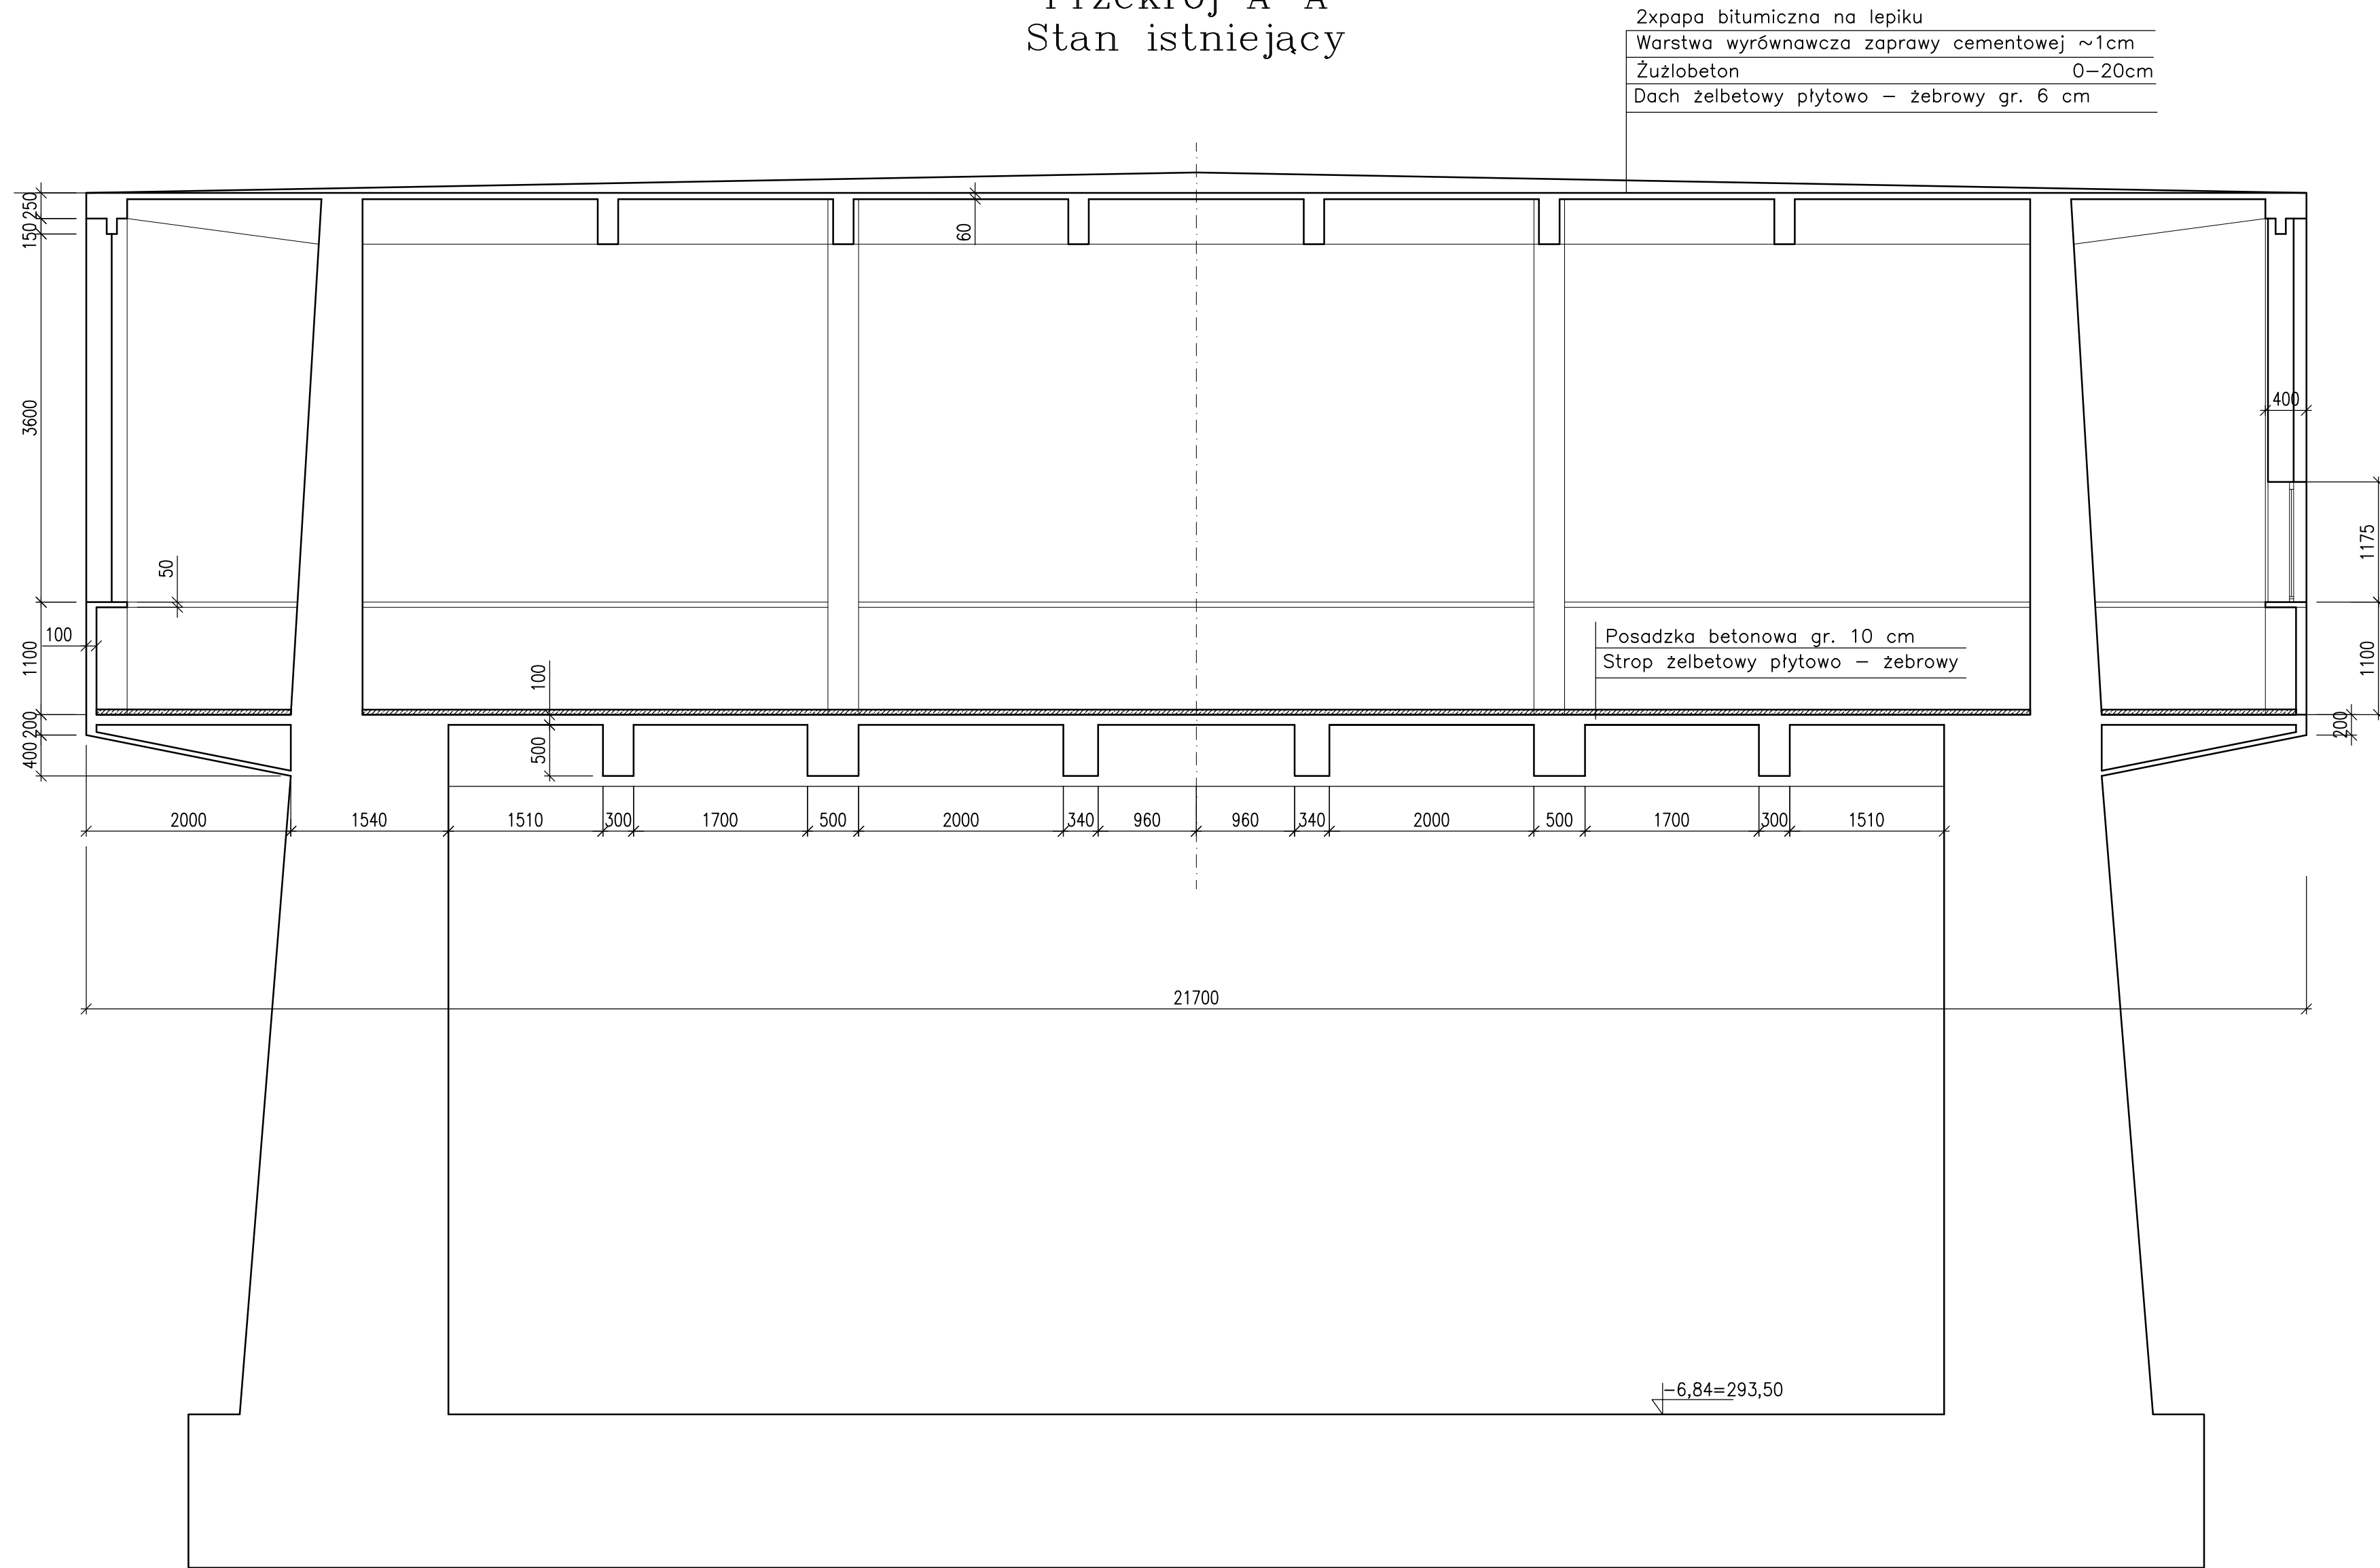 Przekrój A-A
Stan istniejący
2xpapa bitumiczna na lepiku
Warstwa wyrównawcza zaprawy cementowej ~1cm
Żużlobeton 0-20cm
Dach żelbetowy płytowo - żebrowy gr. 6 cm
250
150
60
3600
400
50
1175
100
1100
Posadzka betonowa gr. 10 cm
Strop żelbetowy płytowo - żebrowy
100
1100
200
400
500
200
2000 1540 1510 300 1700 500 2000 340 960 960 340 2000 500 1700 300 1510
21700
-6,84=293,50